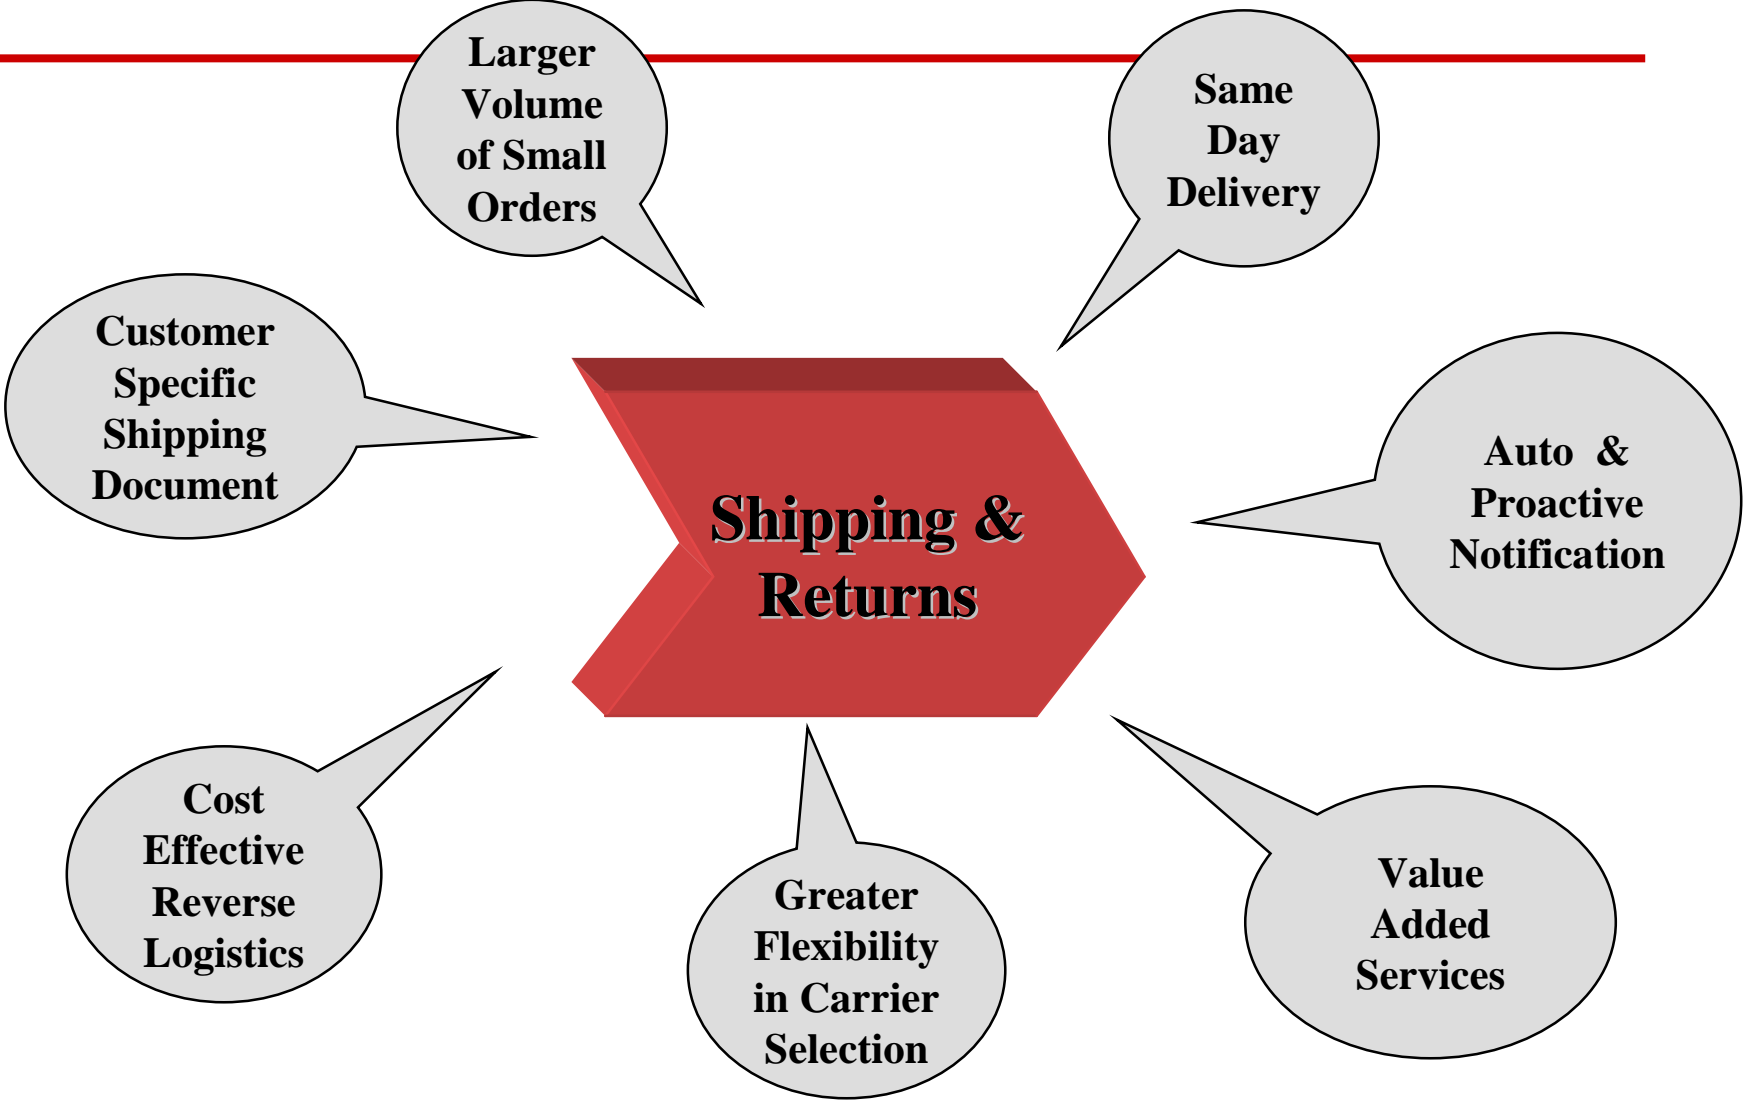 Larger
Volume
of Small
Orders
Same
Day
Delivery
Customer
Specific
Shipping
Document
Auto & 
Proactive
Notification
Shipping &
Returns
Cost
Effective
Reverse
Logistics
Greater
Flexibility
in Carrier
Selection
Value
Added
Services